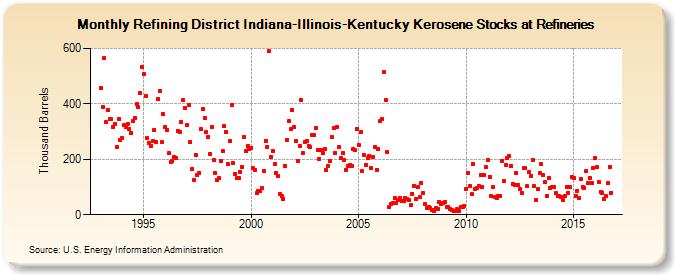 Monthly Refining District Indiana-Illinois-Kentucky Kerosene Stocks at Refineries
Thousand Barrels
600
400
200
0
1995 2000 2005 2010 2015
Source: U.S. Energy Information Administration